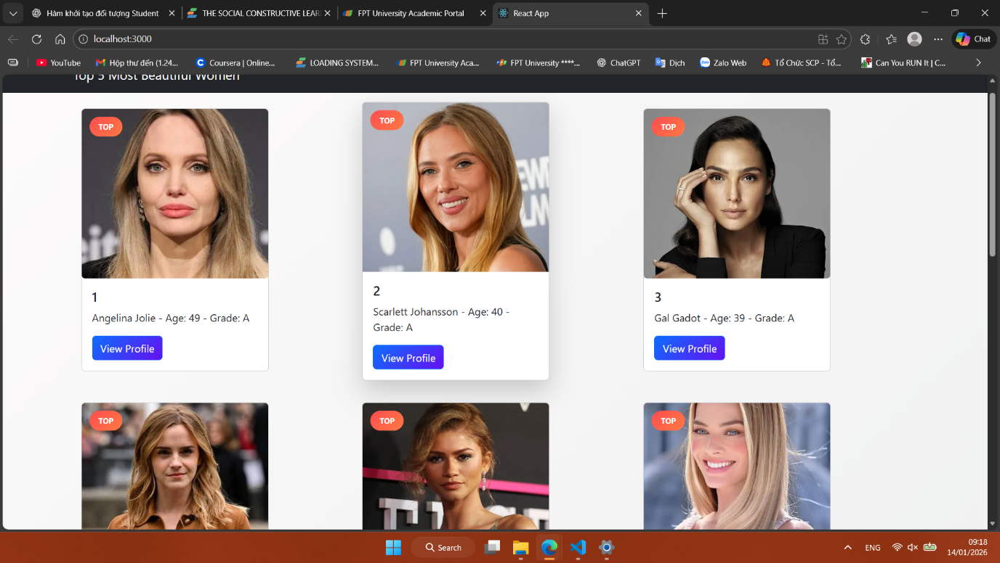 Hàm khởi tạo đối tượng Student
THE SOCIAL CONSTRUCTIVE LEAR
FPT University Academic Portal
React App
localhost:3000
Chat
YouTube
Hộp thư đến (1.24...
Coursera | Online...
LOADING SYSTEM...
FPT University Aca...
FPT University ****...
ChatGPT
Dịch
Zalo Web
Tổ Chức SCP - Tổ...
Can You RUN It | C...
Top 5 Most Beautiful Women
TOP
TOP
TOP
1
Angelina Jolie - Age: 49 - Grade: A
View Profile
2
Scarlett Johansson - Age: 40 -
Grade: A
View Profile
3
Gal Gadot - Age: 39 - Grade: A
View Profile
TOP
TOP
TOP
Search
ENG
09:18
14/01/2026